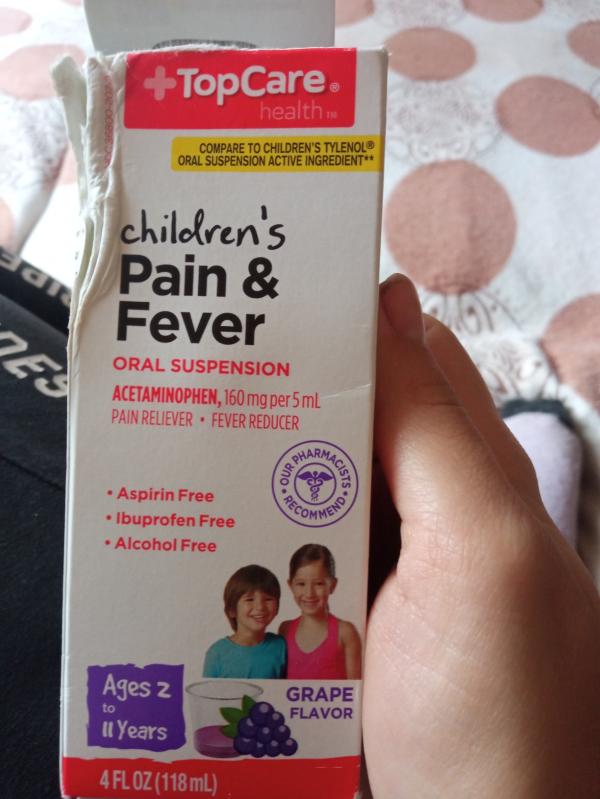 TopCare®
health™
COMPARE TO CHILDREN'S TYLENOL®
ORAL SUSPENSION ACTIVE INGREDIENT**
children's
Pain &
Fever
ORAL SUSPENSION
ACETAMINOPHEN, 160 mg per 5 mL
PAIN RELIEVER • FEVER REDUCER
OUR PHARMACISTS
RECOMMEND
• Aspirin Free
• Ibuprofen Free
• Alcohol Free
Ages 2
to
11 Years
GRAPE
FLAVOR
4 FL OZ (118 mL)